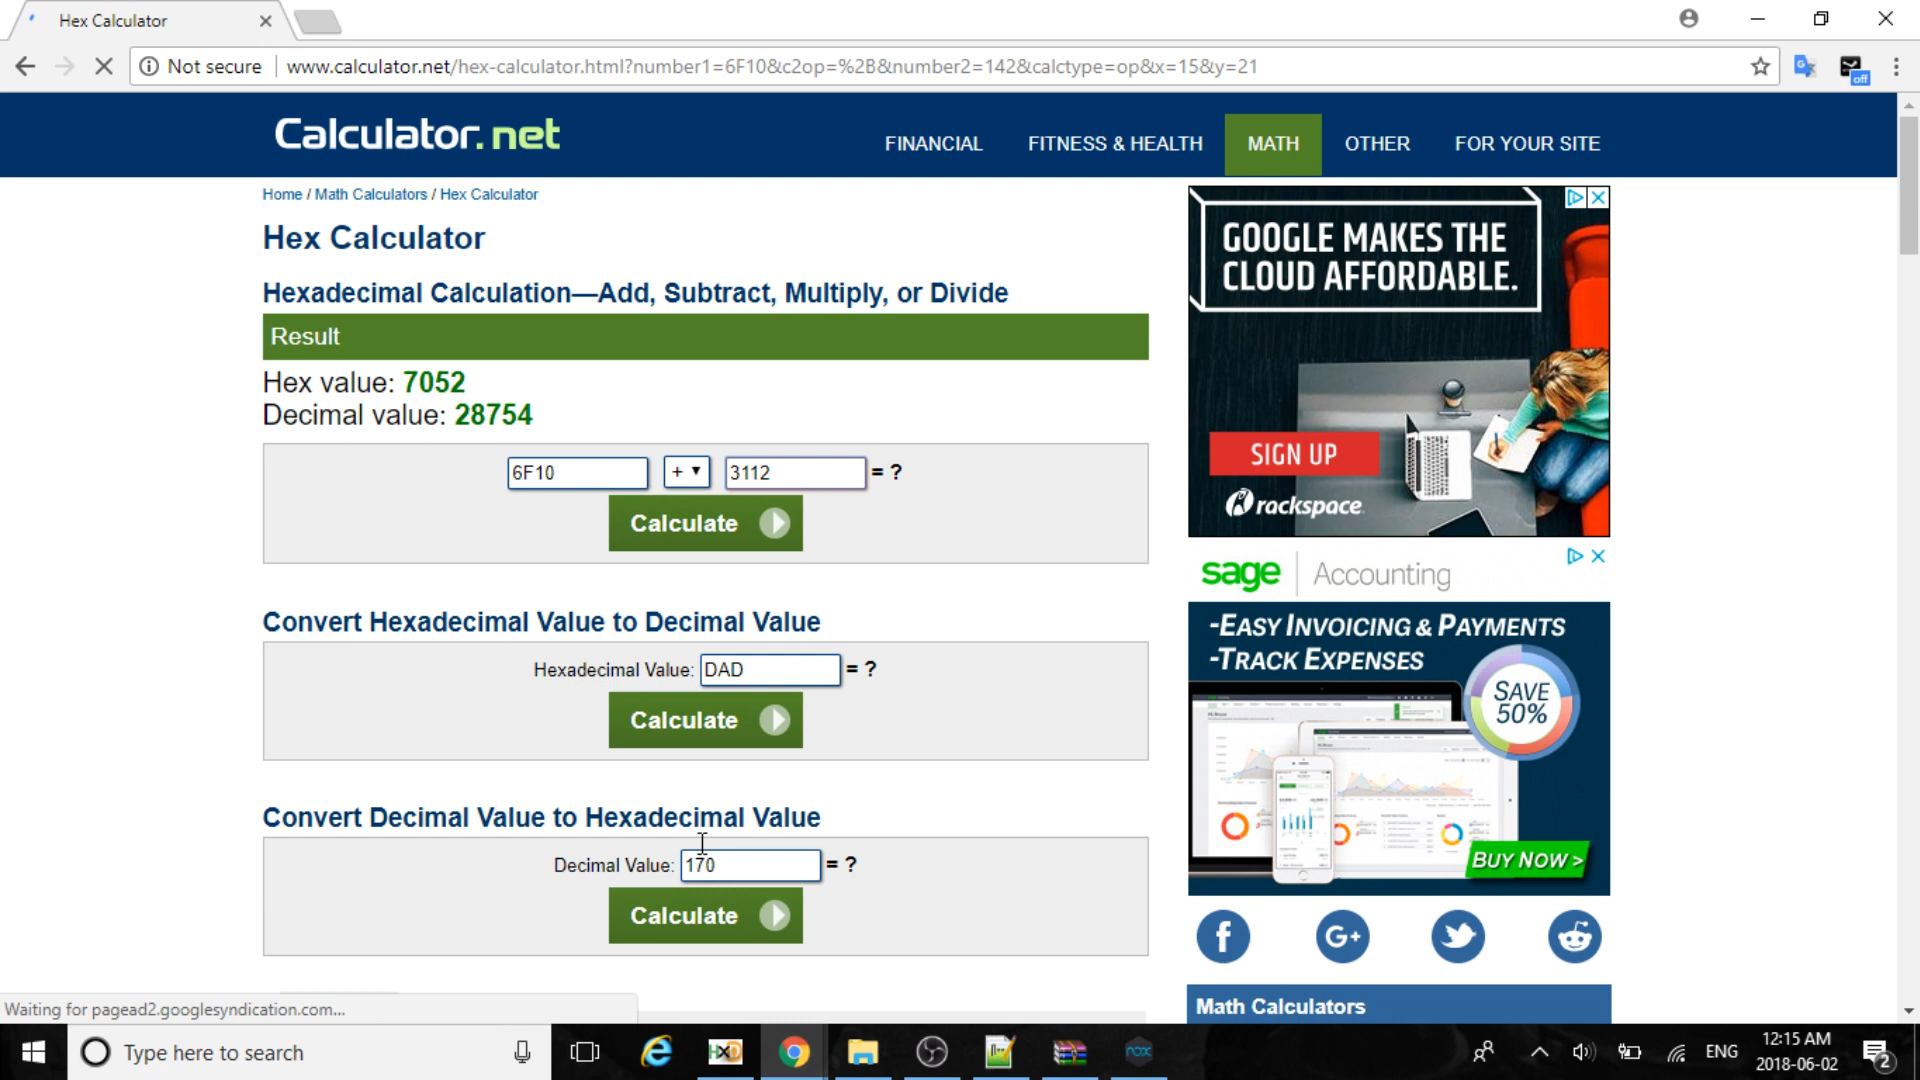 Hex Calculator
Not secure
www.calculator.net/hex-calculator.html?number1=6F10&c2op=%2B&number2=142&calctype=op&x=15&y=21
off
Calculator.net
FINANCIAL
FITNESS & HEALTH
MATH
OTHER
FOR YOUR SITE
Home / Math Calculators / Hex Calculator
Hex Calculator
Hexadecimal Calculation—Add, Subtract, Multiply, or Divide
Result
Hex value: 7052
Decimal value: 28754
6F10 + 3112 = ?
Calculate
Convert Hexadecimal Value to Decimal Value
Hexadecimal Value: DAD = ?
Calculate
Convert Decimal Value to Hexadecimal Value
Decimal Value: 170 = ?
Calculate
GOOGLE MAKES THE
CLOUD AFFORDABLE.
SIGN UP
rackspace
sage Accounting
-EASY INVOICING & PAYMENTS
-TRACK EXPENSES
SAVE
50%
BUY NOW >
Math Calculators
Waiting for pagead2.googlesyndication.com...
Type here to search
HXD
nox
ENG
12:15 AM
2018-06-02
2